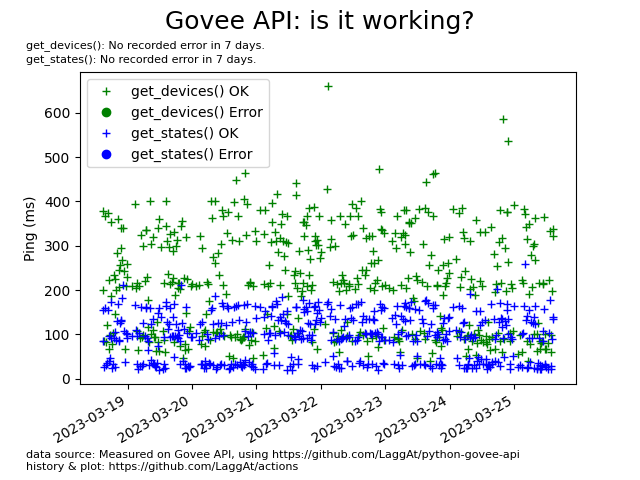 Govee API: is it working?
get_devices(): No recorded error in 7 days.
get_states(): No recorded error in 7 days.
get_devices() OK
get_devices() Error
get_states() OK
get_states() Error
Ping (ms)
600
500
400
300
200
100
0
2023-03-19
2023-03-20
2023-03-21
2023-03-22
2023-03-23
2023-03-24
2023-03-25
data source: Measured on Govee API, using https://github.com/LaggAt/python-govee-api
history & plot: https://github.com/LaggAt/actions